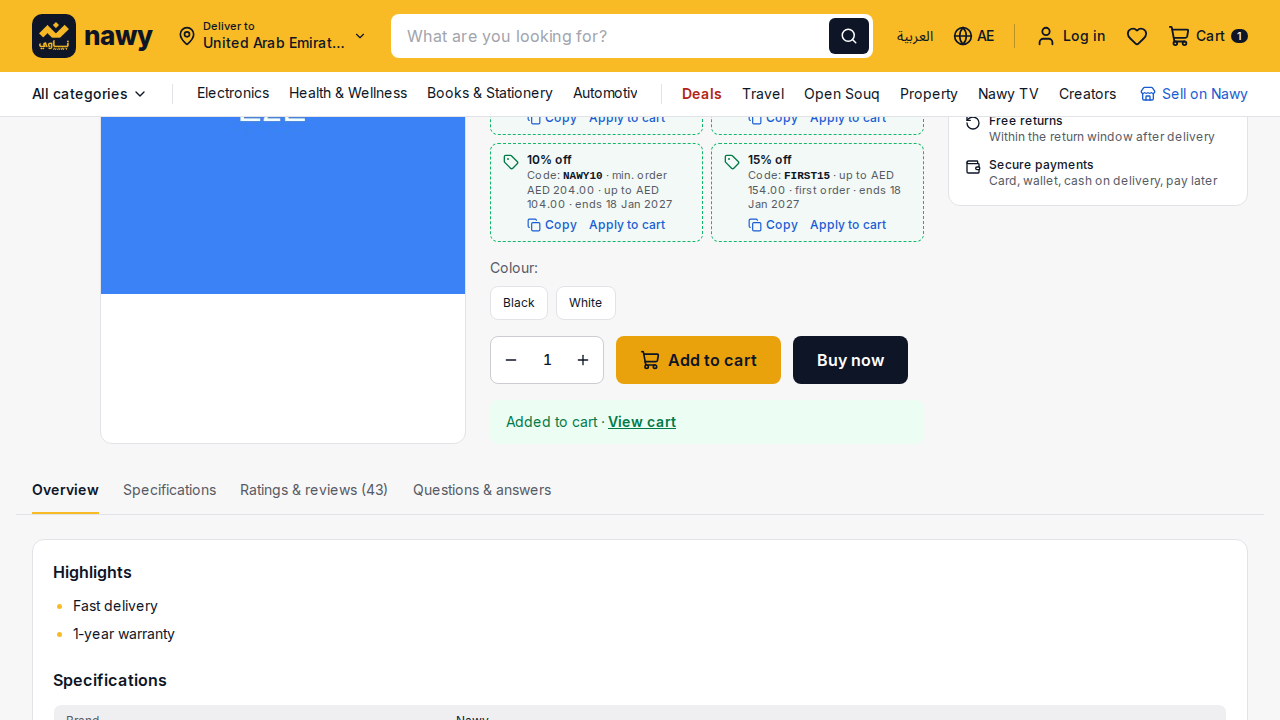 nawy
Deliver to
United Arab Emirat...
What are you looking for?
العربية
AE
Log in
Cart 1
All categories
Electronics
Health & Wellness
Books & Stationery
Automotiv
Deals
Travel
Open Souq
Property
Nawy TV
Creators
Sell on Nawy
Copy Apply to cart
Copy Apply to cart
10% off
Code: NAWY10 · min. order
AED 204.00 · up to AED
104.00 · ends 18 Jan 2027
Copy Apply to cart
15% off
Code: FIRST15 · up to AED
154.00 · first order · ends 18
Jan 2027
Copy Apply to cart
Free returns
Within the return window after delivery
Secure payments
Card, wallet, cash on delivery, pay later
Colour:
Black
White
1
Add to cart
Buy now
Added to cart · View cart
Overview
Specifications
Ratings & reviews (43)
Questions & answers
Highlights
Fast delivery
1-year warranty
Specifications
Brand
Nawy